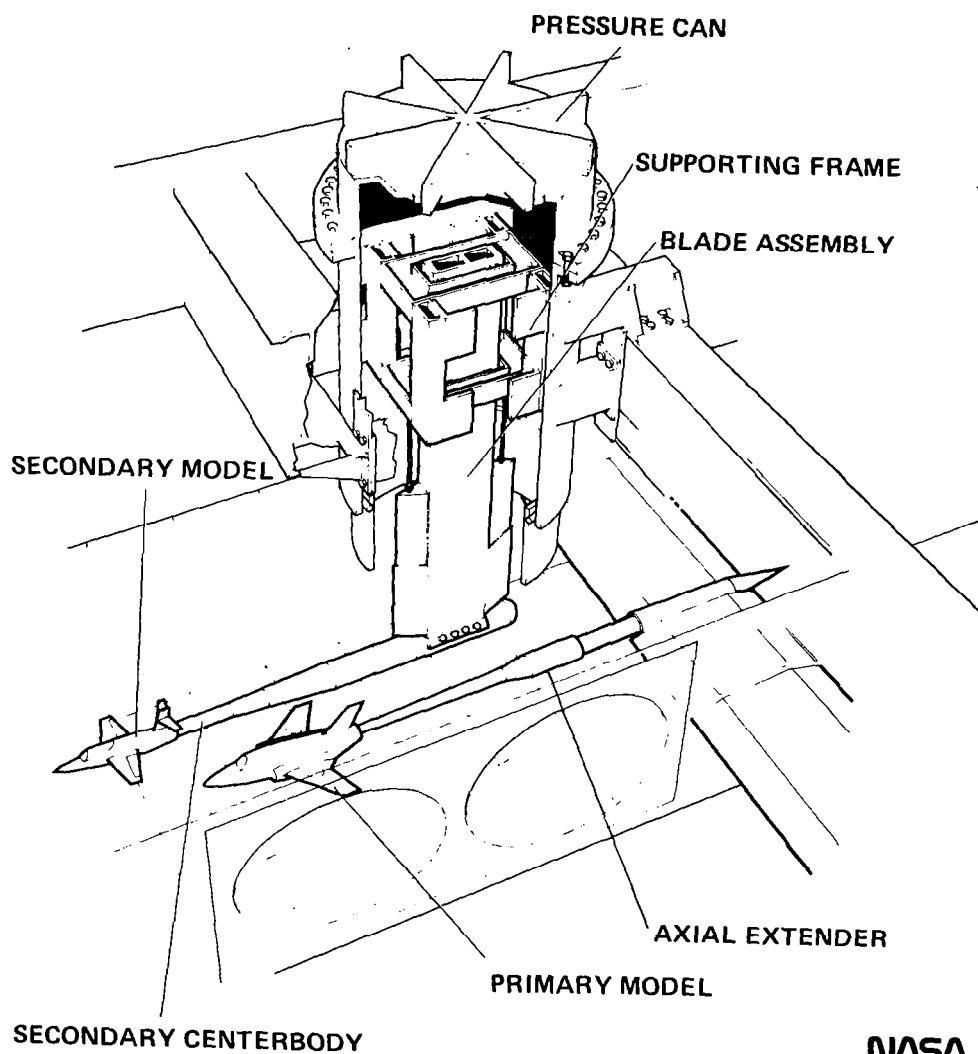 PRESSURE CAN
SUPPORTING FRAME
BLADE ASSEMBLY
SECONDARY MODEL
AXIAL EXTENDER
PRIMARY MODEL
SECONDARY CENTERBODY
NASA